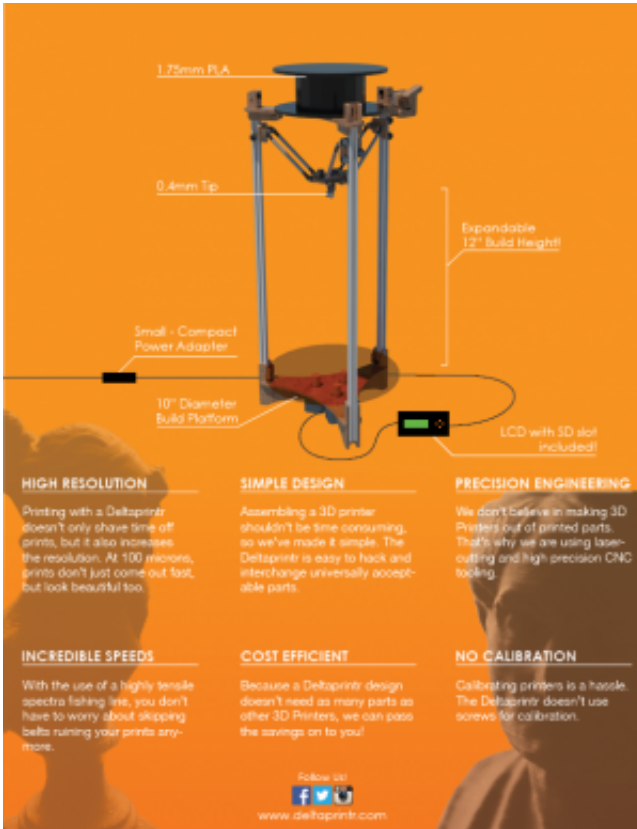 1.75mm PLA
0.4mm Tip
Expandable
12" Build Height!
Small - Compact
Power Adapter
10" Diameter
Build Platform
LCD with SD slot
included!
HIGH RESOLUTION
Printing with a Deltaprintr
doesn't only shave time off
prints, but it also increases
the resolution. At 100 microns,
prints don't just come out fast,
but look beautiful too.
SIMPLE DESIGN
Assembling a 3D printer
shouldn't be time consuming,
so we've made it simple. The
Deltaprintr is easy to hack and
interchange universally accept-
able parts.
PRECISION ENGINEERING
We don't believe in making 3D
Printers out of printed parts.
That's why we are using laser-
cutting and high precision CNC
tooling.
INCREDIBLE SPEEDS
With the use of a highly tensile
spectra fishing line, you don't
have to worry about skipping
belts ruining your prints any-
more.
COST EFFICIENT
Because a Deltaprintr design
doesn't need as many parts as
other 3D Printers, we can pass
the savings on to you!
NO CALIBRATION
Calibrating printers is a hassle.
The Deltaprintr doesn't use
screws for calibration.
Follow Us!
www.deltaprintr.com